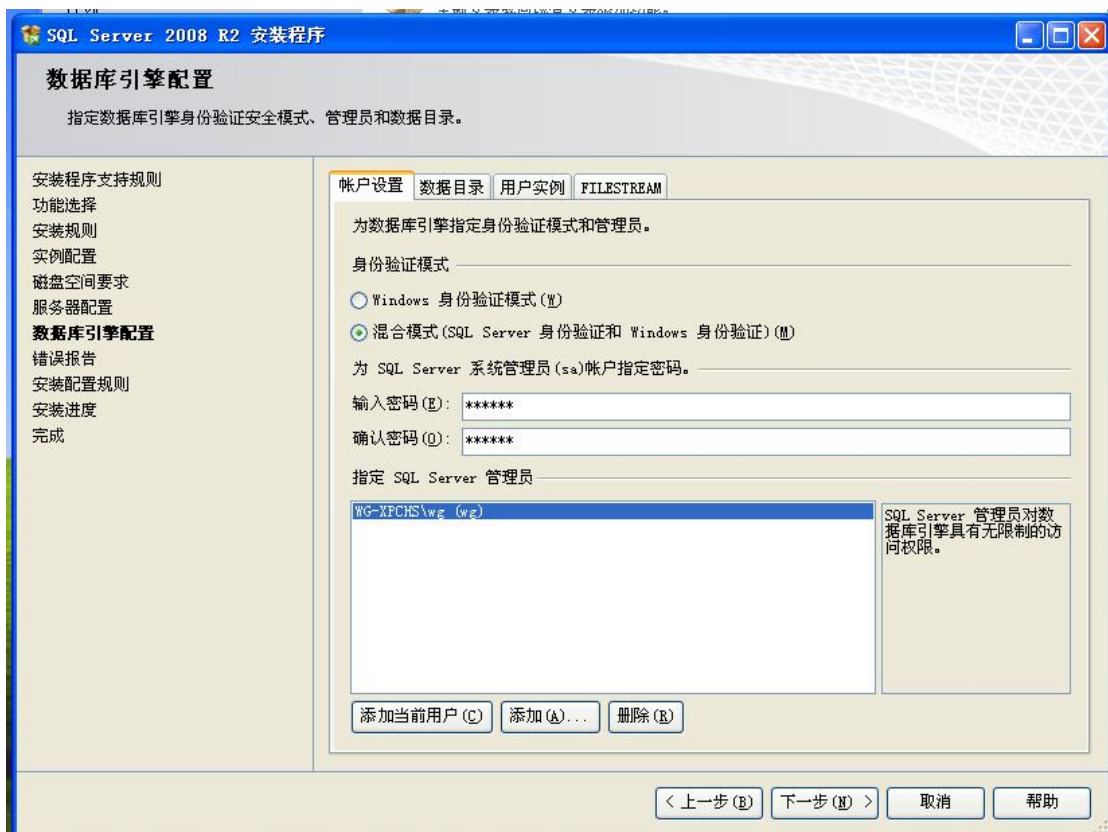 SQL Server 2008 R2 安装程序
数据库引擎配置
指定数据库引擎身份验证安全模式、管理员和数据目录。
安装程序支持规则
功能选择
安装规则
实例配置
磁盘空间要求
服务器配置
数据库引擎配置
错误报告
安装配置规则
安装进度
完成
帐户设置 数据目录 用户实例 FILESTREAM
为数据库引擎指定身份验证模式和管理员。
身份验证模式
Windows 身份验证模式(W)
混合模式(SQL Server 身份验证和 Windows 身份验证)(M)
为 SQL Server 系统管理员(sa)帐户指定密码。
输入密码(E): ******
确认密码(O): ******
指定 SQL Server 管理员
WG-XPCHS\wg (wg)
SQL Server 管理员对数
据库引擎具有无限制的访
问权限。
添加当前用户(C) 添加(A)... 删除(R)
< 上一步(B) 下一步(N) > 取消 帮助